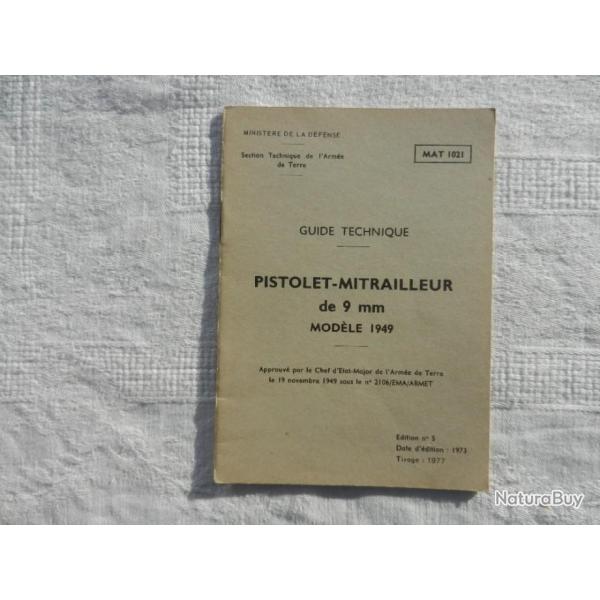 MINISTERE DE LA DÉFENSE
Section Technique de l'Armée
de Terre
MAT 1021
GUIDE TECHNIQUE
PISTOLET-MITRAILLEUR
de 9 mm
MODÈLE 1949
Approuvé par le Chef d'Etat-Major de l'Armée de Terre
le 19 novembre 1949 sous le n° 2106/EMA/ARMET
Edition n° 5
Date d'édition : 1973
Tirage : 1977
NaturaBuy